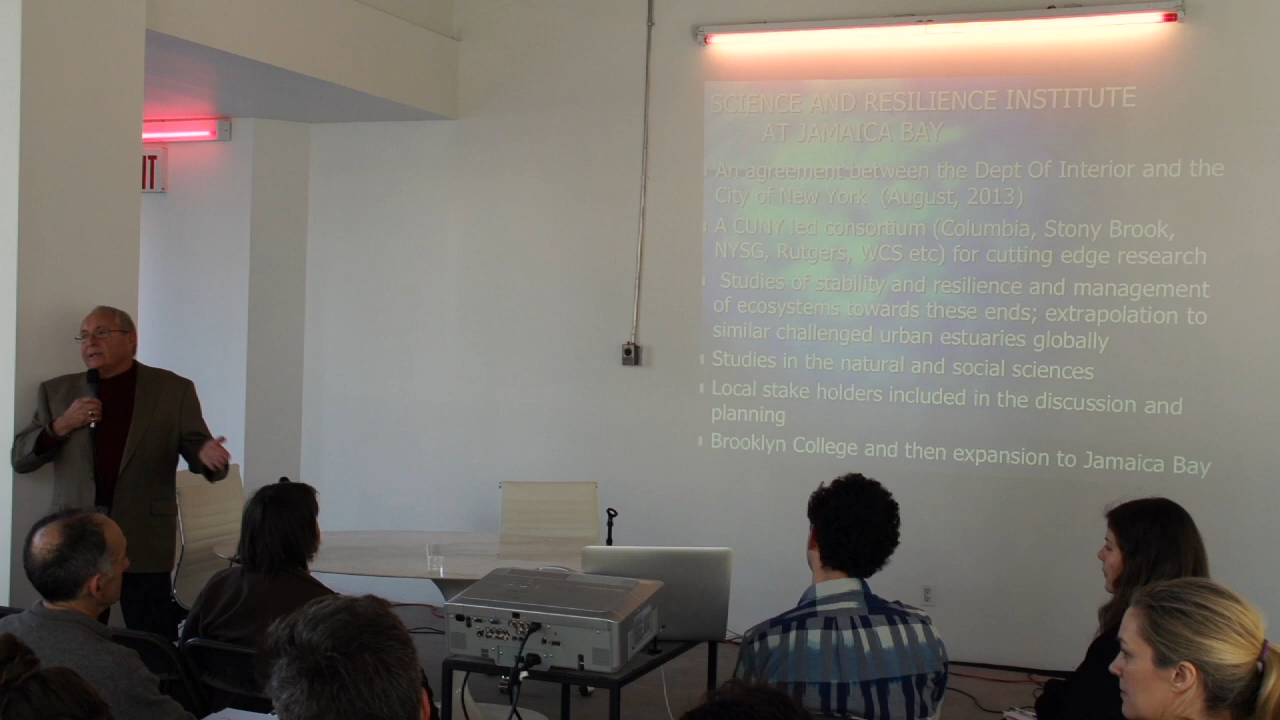 IT
SCIENCE AND RESILIENCE INSTITUTE
AT JAMAICA BAY
An agreement between the Dept Of Interior and the
City of New York (August, 2013)
A CUNY led consortium (Columbia, Stony Brook,
NYSG, Rutgers, WCS etc) for cutting edge research
Studies of stability and resilience and management
of ecosystems towards these ends; extrapolation to
similar challenged urban estuaries globally
Studies in the natural and social sciences
Local stake holders included in the discussion and
planning
Brooklyn College and then expansion to Jamaica Bay